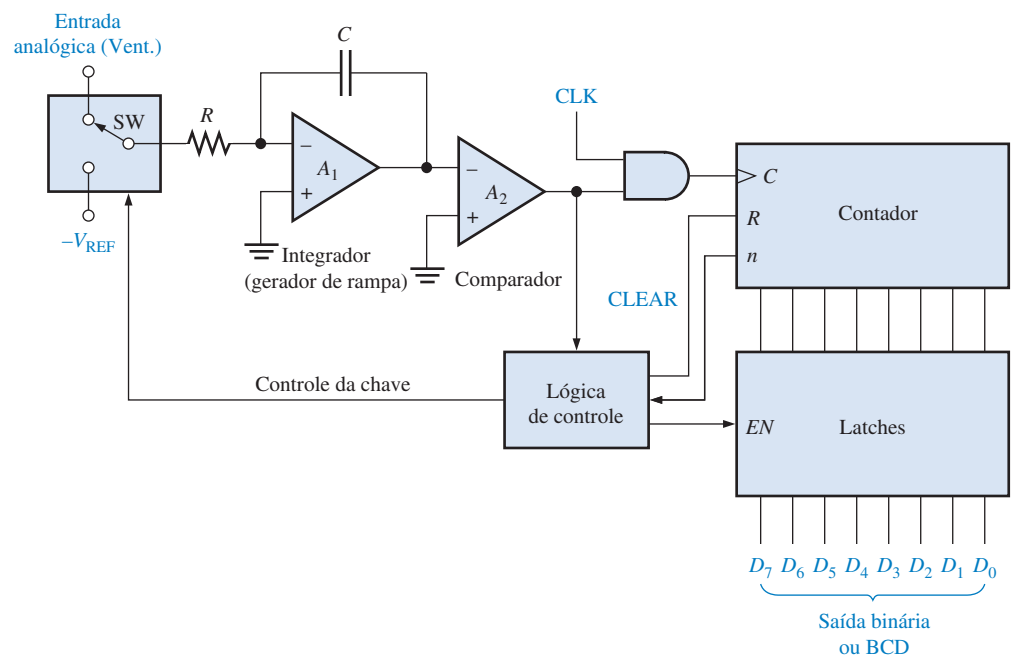 Entrada
analógica (Vent.)
SW
–V_REF
R
C
–
+
A₁
Integrador
(gerador de rampa)
–
+
A₂
Comparador
CLK
CLEAR
C
R
n
Contador
Controle da chave
Lógica
de controle
EN
Latches
D₇ D₆ D₅ D₄ D₃ D₂ D₁ D₀
Saída binária
ou BCD